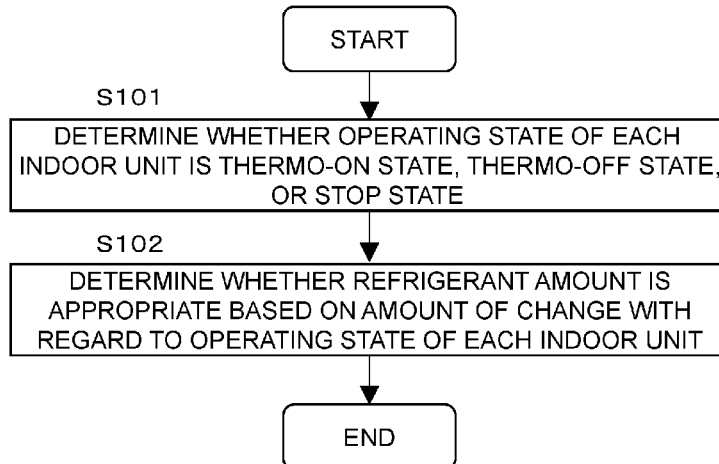 START
S101
DETERMINE WHETHER OPERATING STATE OF EACH
INDOOR UNIT IS THERMO-ON STATE, THERMO-OFF STATE,
OR STOP STATE
S102
DETERMINE WHETHER REFRIGERANT AMOUNT IS
APPROPRIATE BASED ON AMOUNT OF CHANGE WITH
REGARD TO OPERATING STATE OF EACH INDOOR UNIT
END